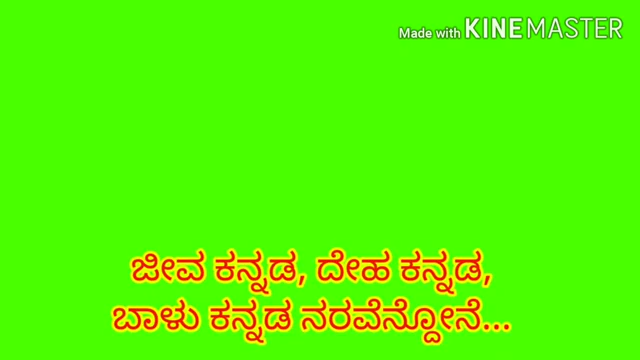 Made with KINEMASTER
ಜೀವ ಕನ್ನಡ, ದೇಹ ಕನ್ನಡ,
ಬಾಳು ಕನ್ನಡ ನರವೆನ್ದೋನೆ...